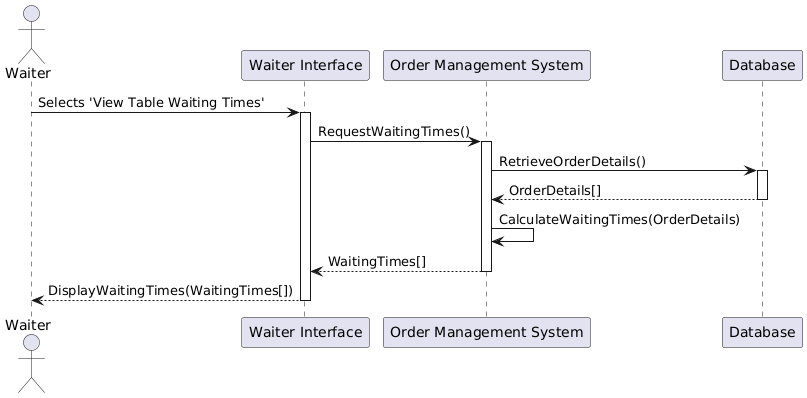 Waiter
Waiter Interface
Order Management System
Database
Selects 'View Table Waiting Times'
RequestWaitingTimes()
RetrieveOrderDetails()
OrderDetails[]
CalculateWaitingTimes(OrderDetails)
WaitingTimes[]
DisplayWaitingTimes(WaitingTimes[])
Waiter
Waiter Interface
Order Management System
Database